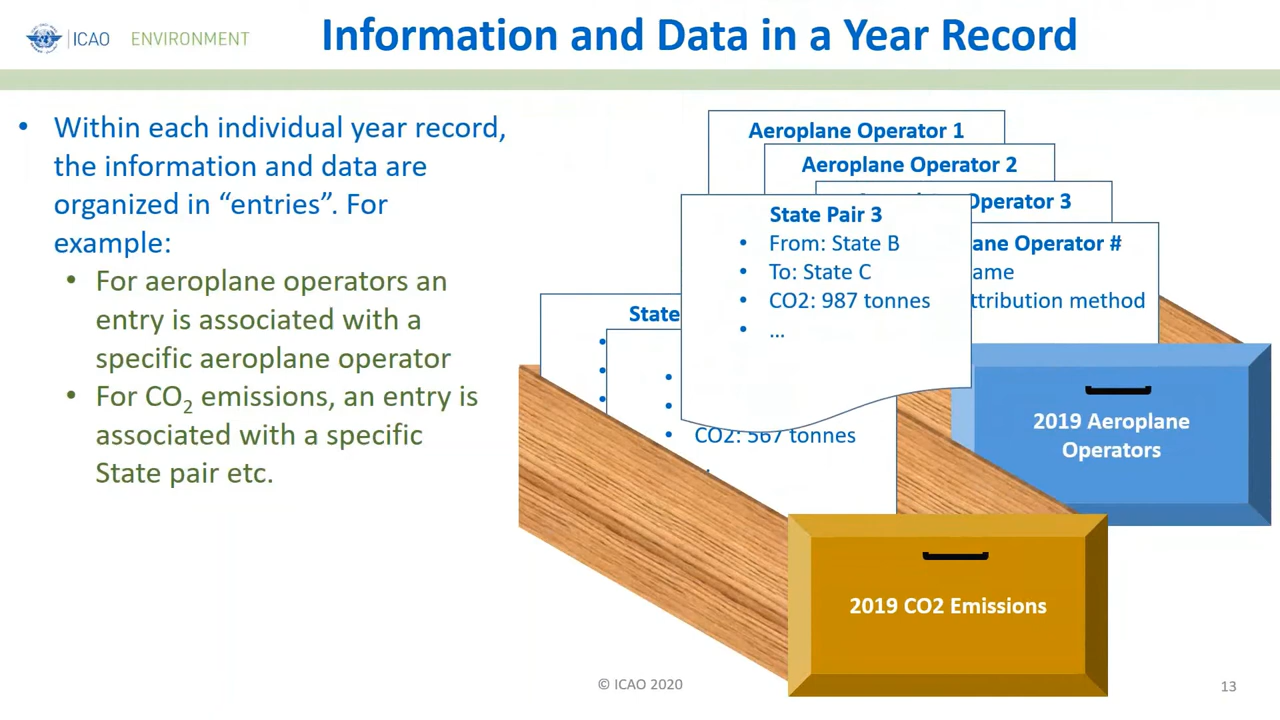 ICAO ENVIRONMENT
Information and Data in a Year Record
• Within each individual year record,
the information and data are
organized in “entries”. For
example:
• For aeroplane operators an
entry is associated with a
specific aeroplane operator
• For CO2 emissions, an entry is
associated with a specific
State pair etc.
Aeroplane Operator 1
Aeroplane Operator 2
Operator 3
Operator #
State Pair 3
• From: State B
• To: State C
• CO2: 987 tonnes
• ...
method
State
• CO2: 567 tonnes
2019 Aeroplane
Operators
2019 CO2 Emissions
© ICAO 2020
13